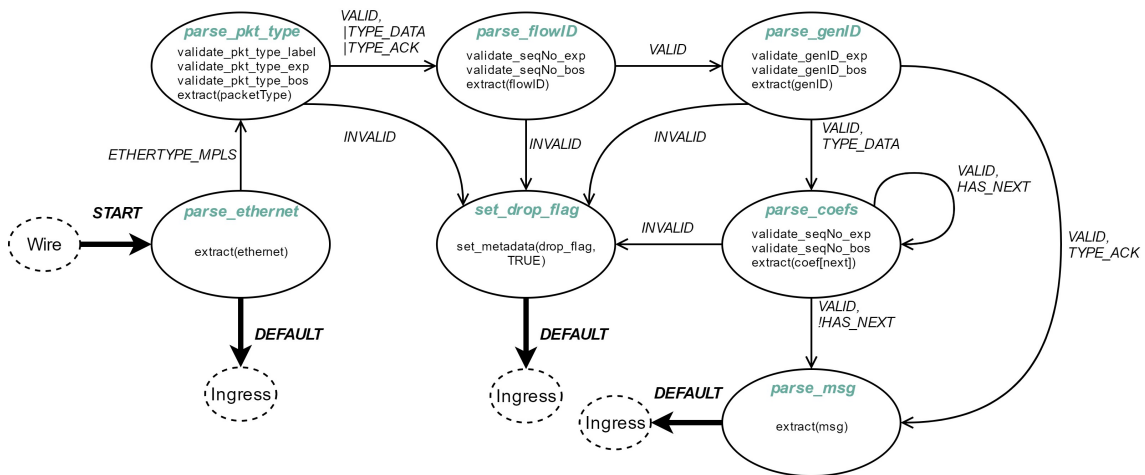 parse_pkt_type
validate_pkt_type_label
validate_pkt_type_exp
validate_pkt_type_bos
extract(packetType)
VALID,
|TYPE_DATA
|TYPE_ACK
parse_flowID
validate_seqNo_exp
validate_seqNo_bos
extract(flowID)
VALID
parse_genID
validate_genID_exp
validate_genID_bos
extract(genID)
ETHERTYPE_MPLS
INVALID
INVALID
INVALID
VALID,
TYPE_DATA
VALID,
HAS_NEXT
Wire
START
parse_ethernet
extract(ethernet)
set_drop_flag
set_metadata(drop_flag,
TRUE)
INVALID
parse_coefs
validate_seqNo_exp
validate_seqNo_bos
extract(coef[next])
VALID,
TYPE_ACK
DEFAULT
DEFAULT
VALID,
!HAS_NEXT
Ingress
Ingress
DEFAULT
Ingress
parse_msg
extract(msg)